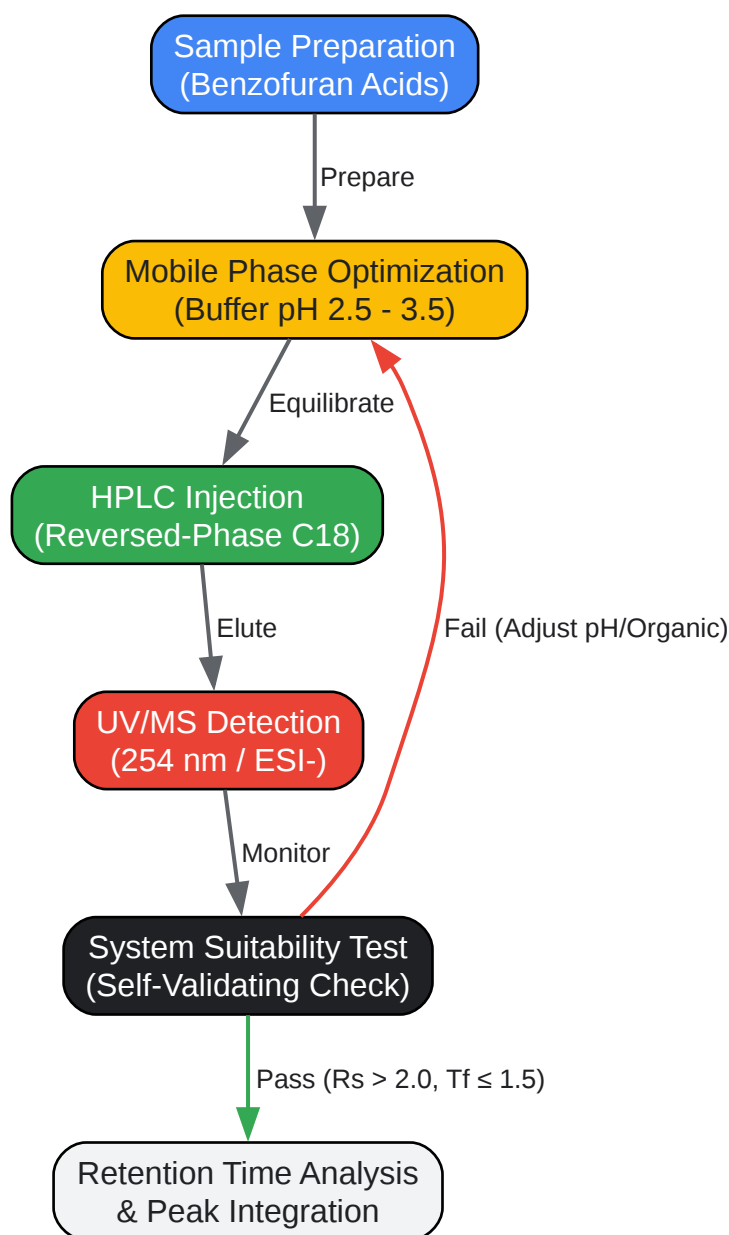 Sample Preparation
(Benzofuran Acids)
Prepare
Mobile Phase Optimization
(Buffer pH 2.5 - 3.5)
Equilibrate
HPLC Injection
(Reversed-Phase C18)
Elute
Fail (Adjust pH/Organic)
UV/MS Detection
(254 nm / ESI-)
Monitor
System Suitability Test
(Self-Validating Check)
Pass (Rs > 2.0, Tf ≤ 1.5)
Retention Time Analysis
& Peak Integration